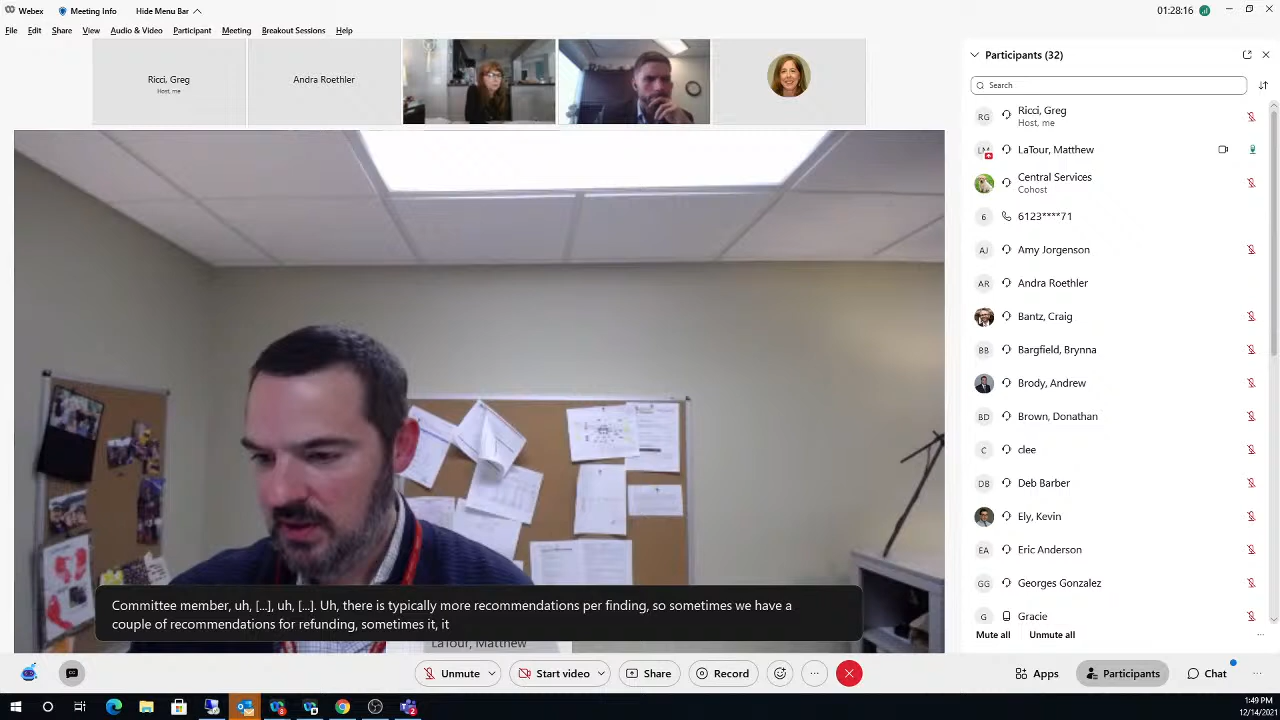 Webex
Meeting Info
Hide Menu Bar
01:28:16
File Edit Share View Audio & Video Participant Meeting Breakout Sessions Help
Ricci, Greg
Host, me
Andra Roethler
Participants (32)
Search
RG Ricci, Greg
Host, me
LaTour, Matthew
Central Services
Cohost
6 6123****71
AJ Amy Jorgenson
AR Andra Roethler
Bantz, Craig
BB Bargfield, Brynna
Brody, Andrew
BD Brown, Donathan
C clee
DB Deb Barber
Ely, Kevin
EA Eric Anderson
GG Georges Gonzalez
G Gracie
Mute all Unmute all
Committee member, uh, [...], uh, [...]. Uh, there is typically more recommendations per finding, so sometimes we have a
couple of recommendations for refunding, sometimes it, it
LaTour, Matthew
Unmute Start video Share Record Apps Participants Chat
1:49 PM
12/14/2021